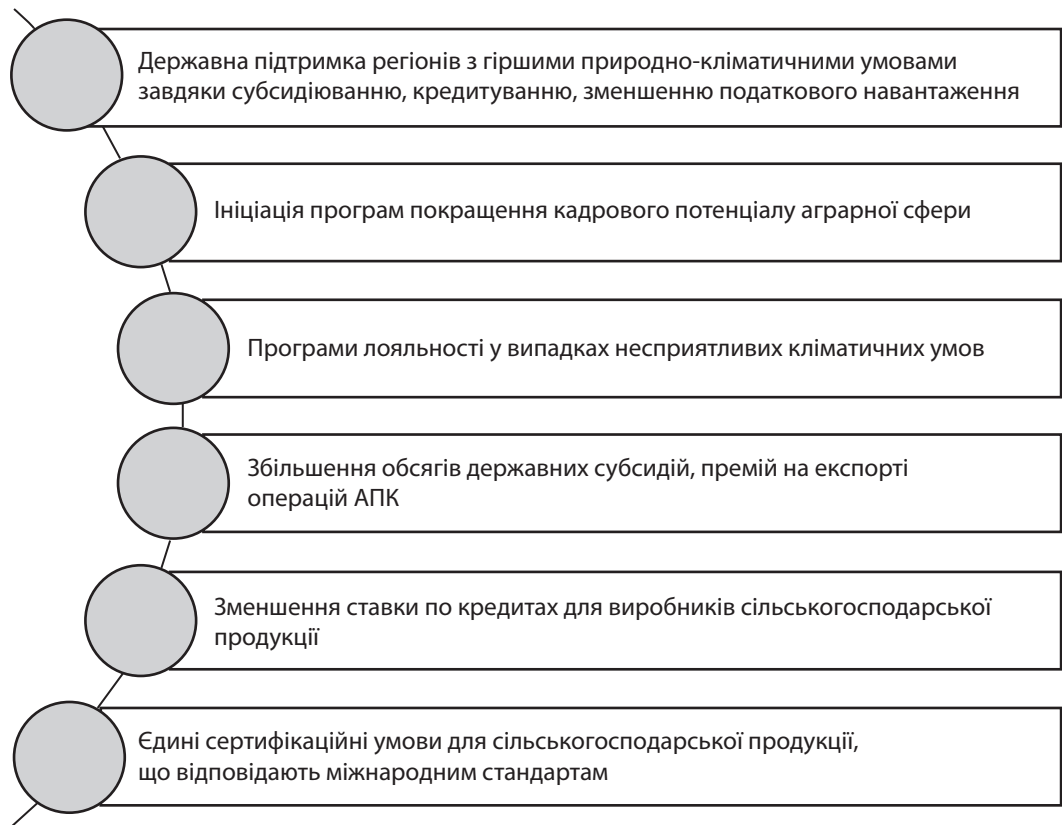 Державна підтримка регіонів з гіршими природно-кліматичними умовами
завдяки субсидіюванню, кредитуванню, зменшенню податкового навантаження
Ініціація програм покращення кадрового потенціалу аграрної сфери
Програми лояльності у випадках несприятливих кліматичних умов
Збільшення обсягів державних субсидій, премій на експорті
операцій АПК
Зменшення ставки по кредитах для виробників сільськогосподарської
продукції
Єдині сертифікаційні умови для сільськогосподарської продукції,
що відповідають міжнародним стандартам